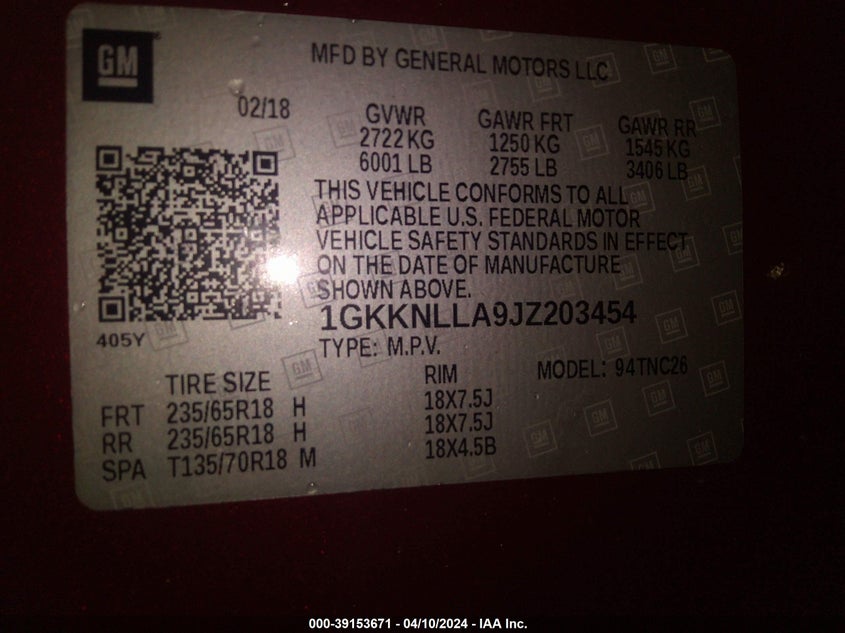 GM
MFD BY GENERAL MOTORS LLC
02/18
GVWR GAWR FRT GAWR RR
2722 KG 1250 KG 1545 KG
6001 LB 2755 LB 3406 LB
THIS VEHICLE CONFORMS TO ALL
APPLICABLE U.S. FEDERAL MOTOR
VEHICLE SAFETY STANDARDS IN EFFECT
ON THE DATE OF MANUFACTURE
SHOWN ABOVE.
1GKKNLLA9JZ203454
405Y
TYPE: M.P.V.
MODEL: 94TNC26
TIRE SIZE RIM
FRT 235/65R18 H 18X7.5J
RR 235/65R18 H 18X7.5J
SPA T135/70R18 M 18X4.5B
000-39153671 - 04/10/2024 - IAA Inc.